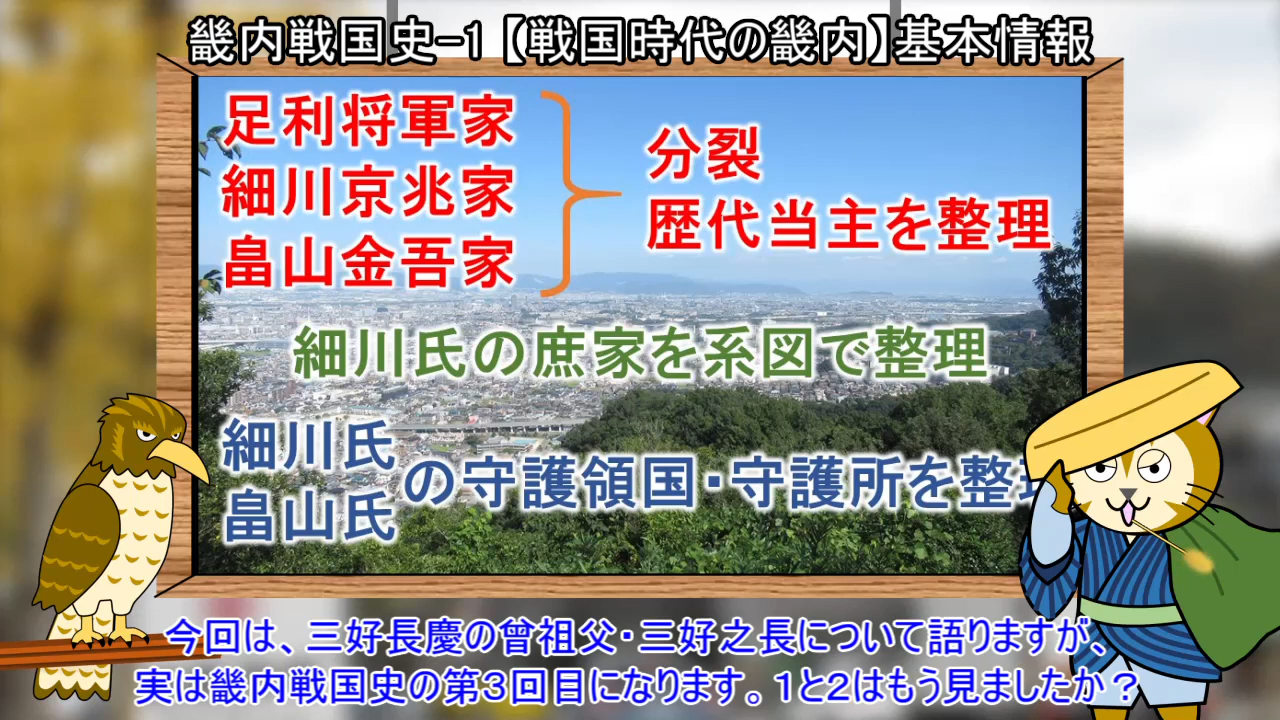 畿内戦国史-1【戦国時代の畿内】基本情報
足利将軍家
細川京兆家
畠山金吾家
分裂
歴代当主を整理
細川氏の庶家を系図で整理
細川氏
畠山氏
の守護領国・守護所を整理
今回は、三好長慶の曾祖父・三好之長について語りますが、
実は畿内戦国史の第3回目になります。1と2はもう見ましたか？